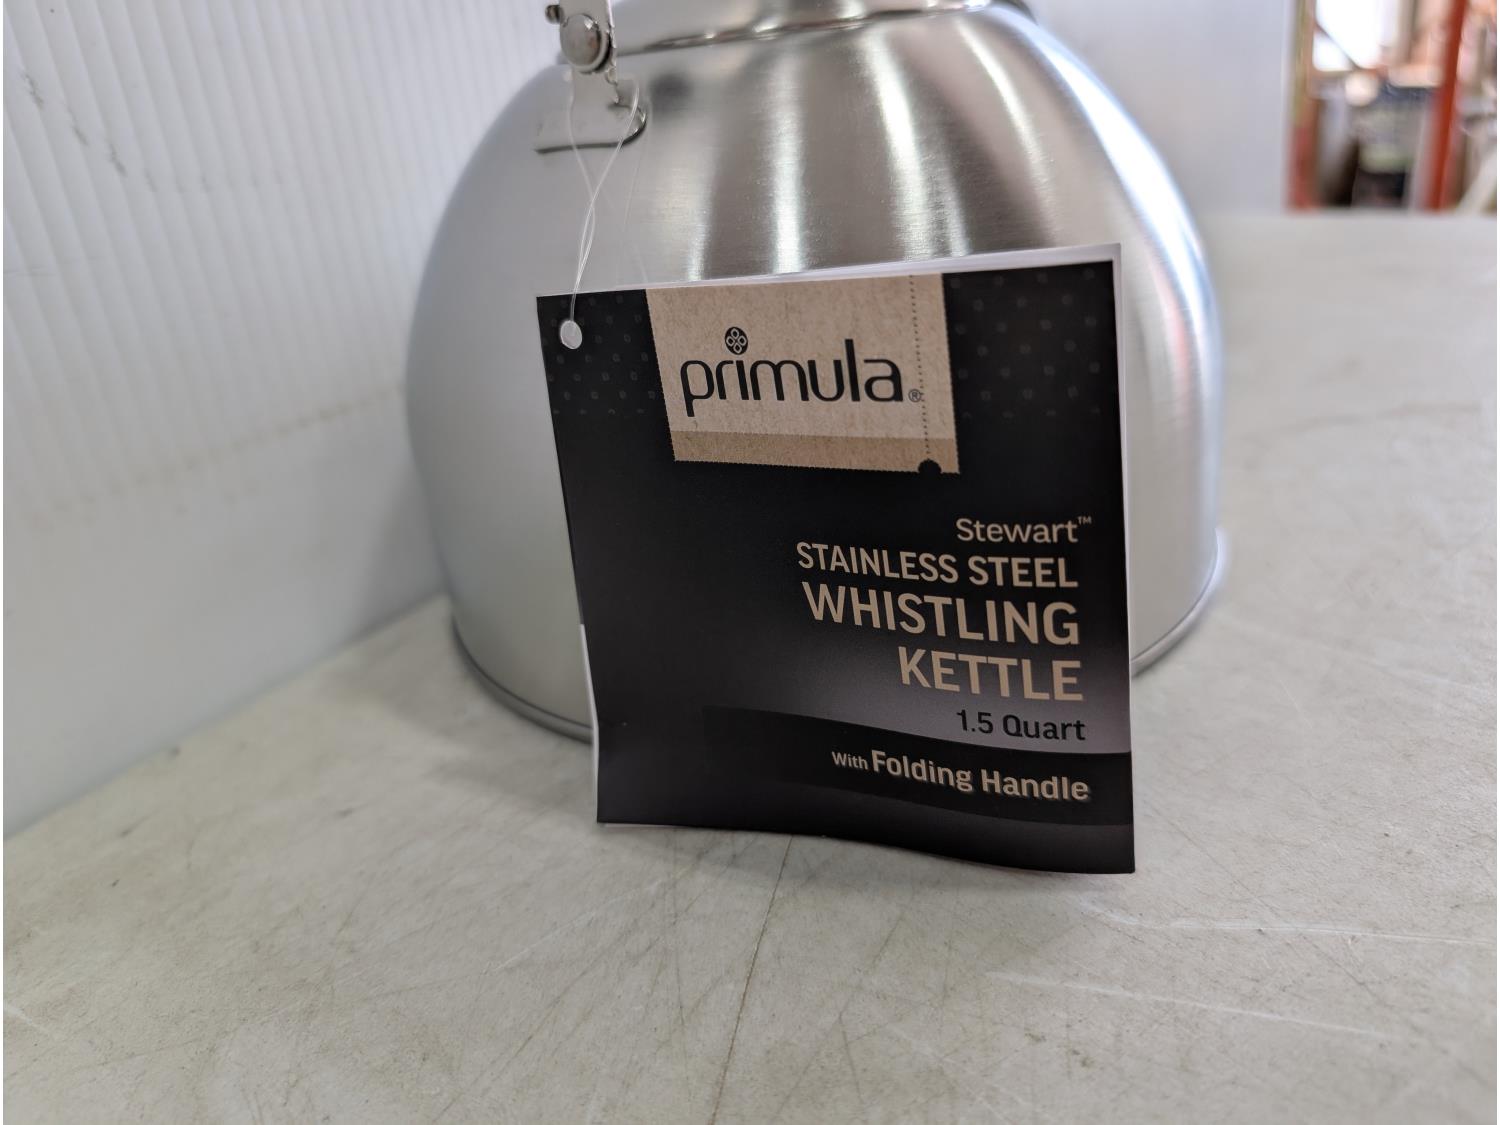 primula®
Stewart™
STAINLESS STEEL
WHISTLING
KETTLE
1.5 Quart
With Folding Handle